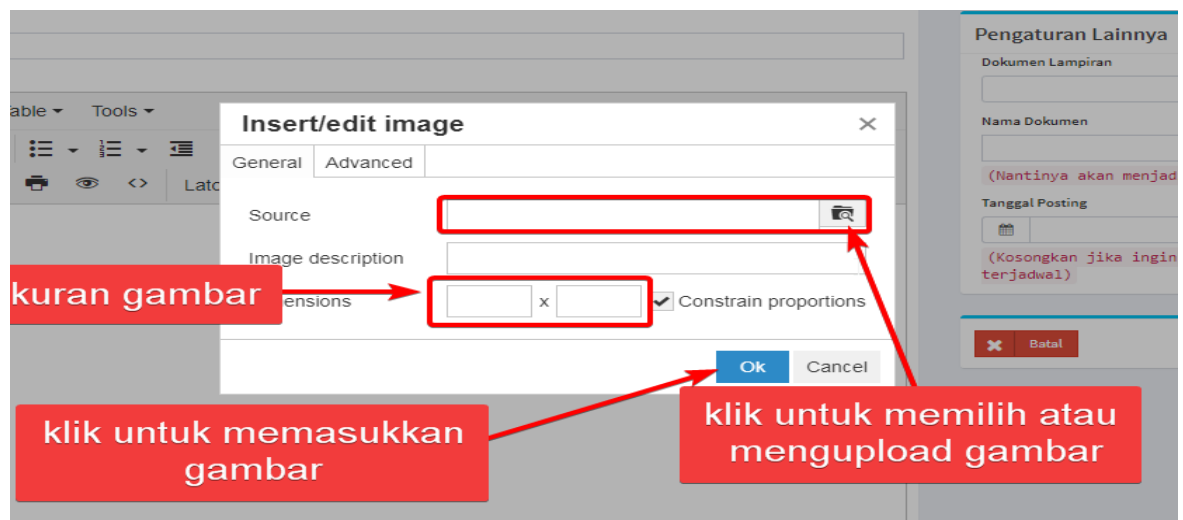 Pengaturan Lainnya
Dokumen Lampiran
able
Tools
Insert/edit image
Nama Dokumen
General
Advanced
(Nantinya akan menjad
Lato
Source
Tanggal Posting
Image description
(Kosongkan jika ingin
terjadwal)
kuran gambar
ensions
x
Constrain proportions
Batal
Ok
Cancel
klik untuk memasukkan
gambar
klik untuk memilih atau
mengupload gambar